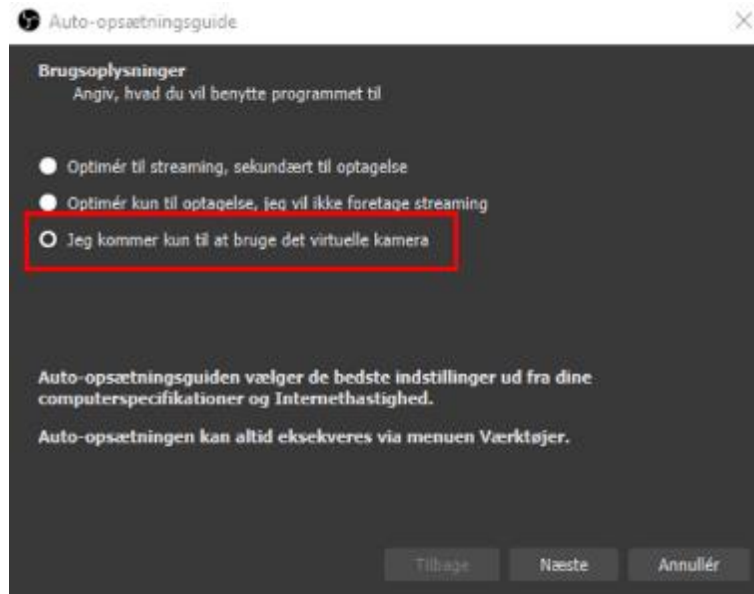 Auto-opsætningsguide
Brugsoplysninger
Angiv, hvad du vil benytte programmet til
Optimér til streaming, sekundært til optagelse
Optimér kun til optagelse, jeg vil ikke foretage streaming
Jeg kommer kun til at bruge det virtuelle kamera
Auto-opsætningsguiden vælger de bedste indstillinger ud fra dine
computerspecifikationer og Internethastighed.
Auto-opsætningen kan altid eksekveres via menuen Værktøjer.
Tilbage Næste Annullér